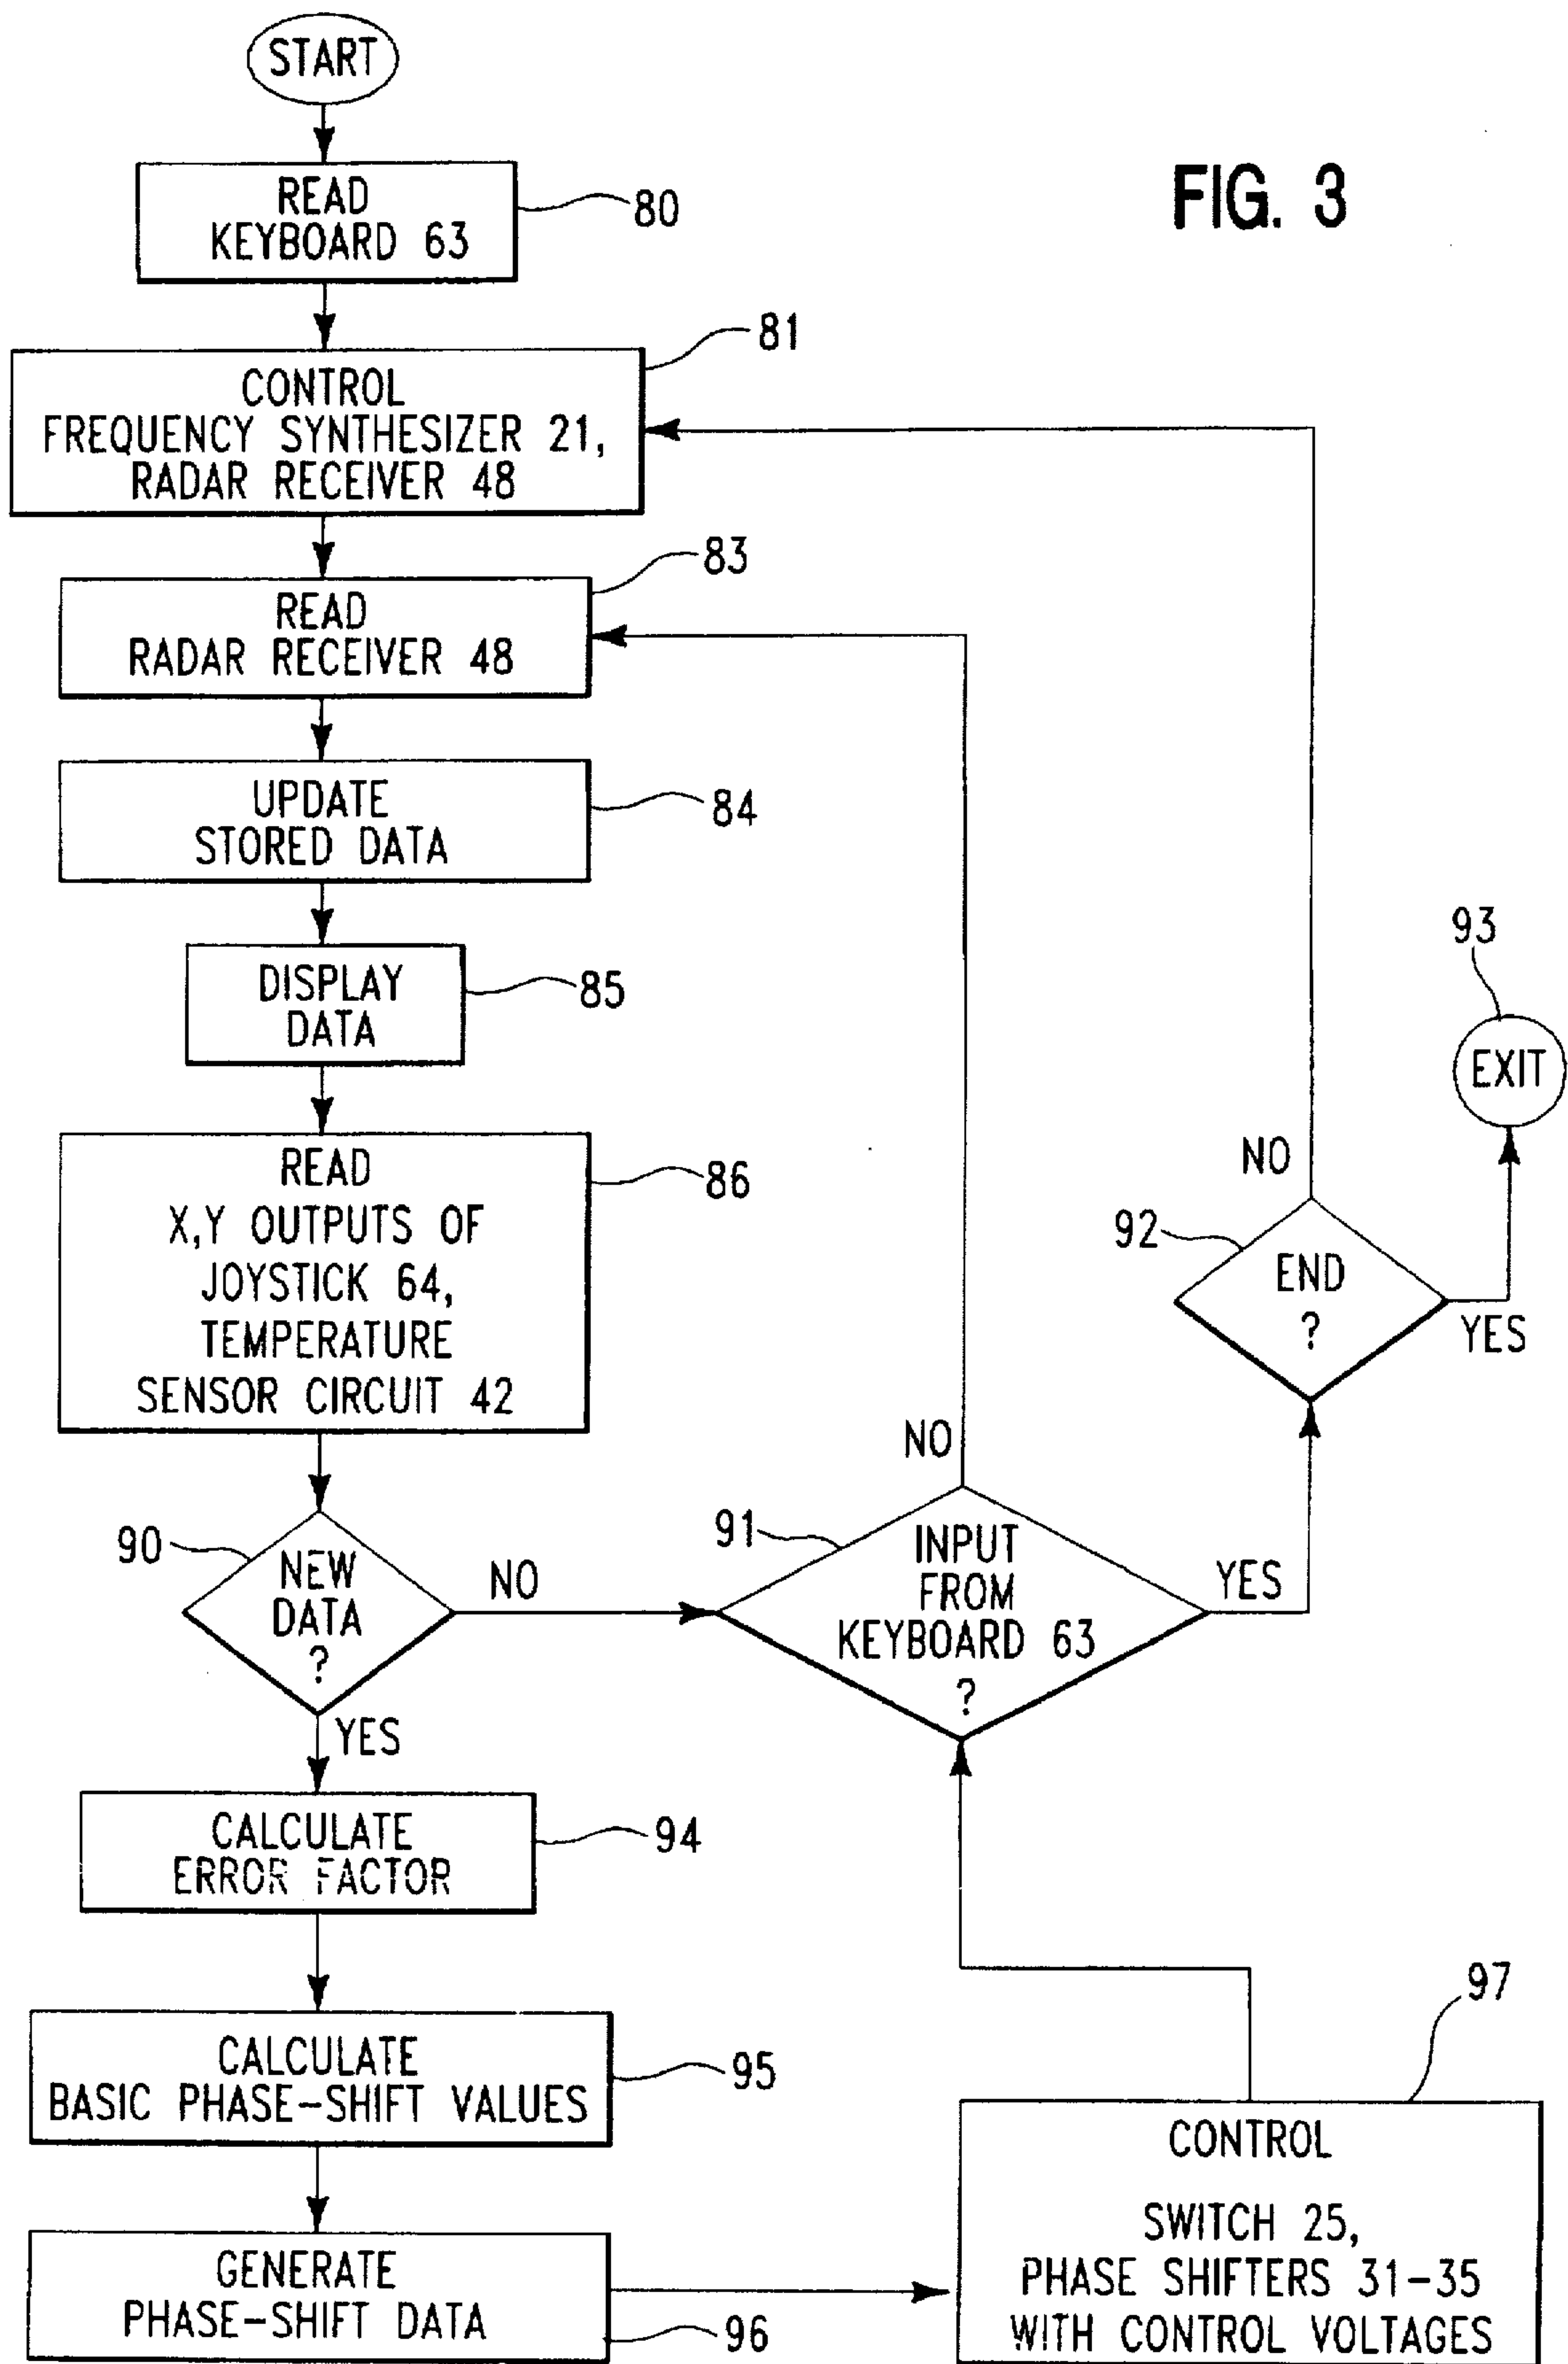 START
FIG. 3
READ
KEYBOARD 63
80
81
CONTROL
FREQUENCY SYNTHESIZER 21,
RADAR RECEIVER 48
83
READ
RADAR RECEIVER 48
UPDATE
STORED DATA
84
DISPLAY
DATA
85
93
EXIT
READ
X,Y OUTPUTS OF
JOYSTICK 64,
TEMPERATURE
SENSOR CIRCUIT 42
86
NO
92
END
?
YES
NO
90
NEW
DATA
?
NO
YES
91
INPUT
FROM
KEYBOARD 63
?
YES
CALCULATE
ERROR FACTOR
94
CALCULATE
BASIC PHASE-SHIFT VALUES
95
GENERATE
PHASE-SHIFT DATA
96
97
CONTROL
SWITCH 25,
PHASE SHIFTERS 31-35
WITH CONTROL VOLTAGES